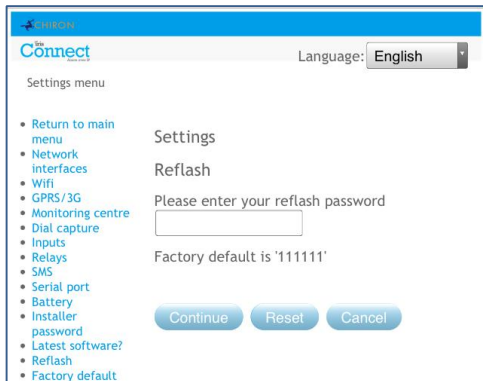 CHIRON
iris
Connect
Language: English
Settings menu
Return to main
menu
Network
interfaces
Wifi
GPRS/3G
Monitoring centre
Dial capture
Inputs
Relays
SMS
Serial port
Battery
Installer
password
Latest software?
Reflash
Factory default
Settings
Reflash
Please enter your reflash password
Factory default is '111111'
Continue Reset Cancel